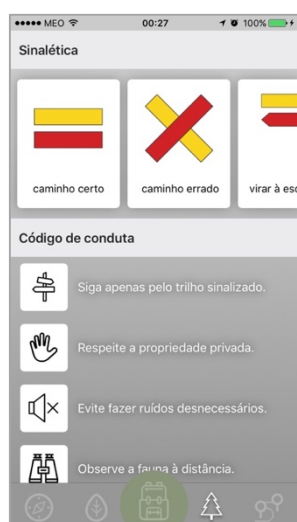 MEO 00:27 100%
Sinalética
caminho certo caminho errado virar à esq
Código de conduta
Siga apenas pelo trilho sinalizado.
Respeite a propriedade privada.
Evite fazer ruídos desnecessários.
Observe a fauna à distância.